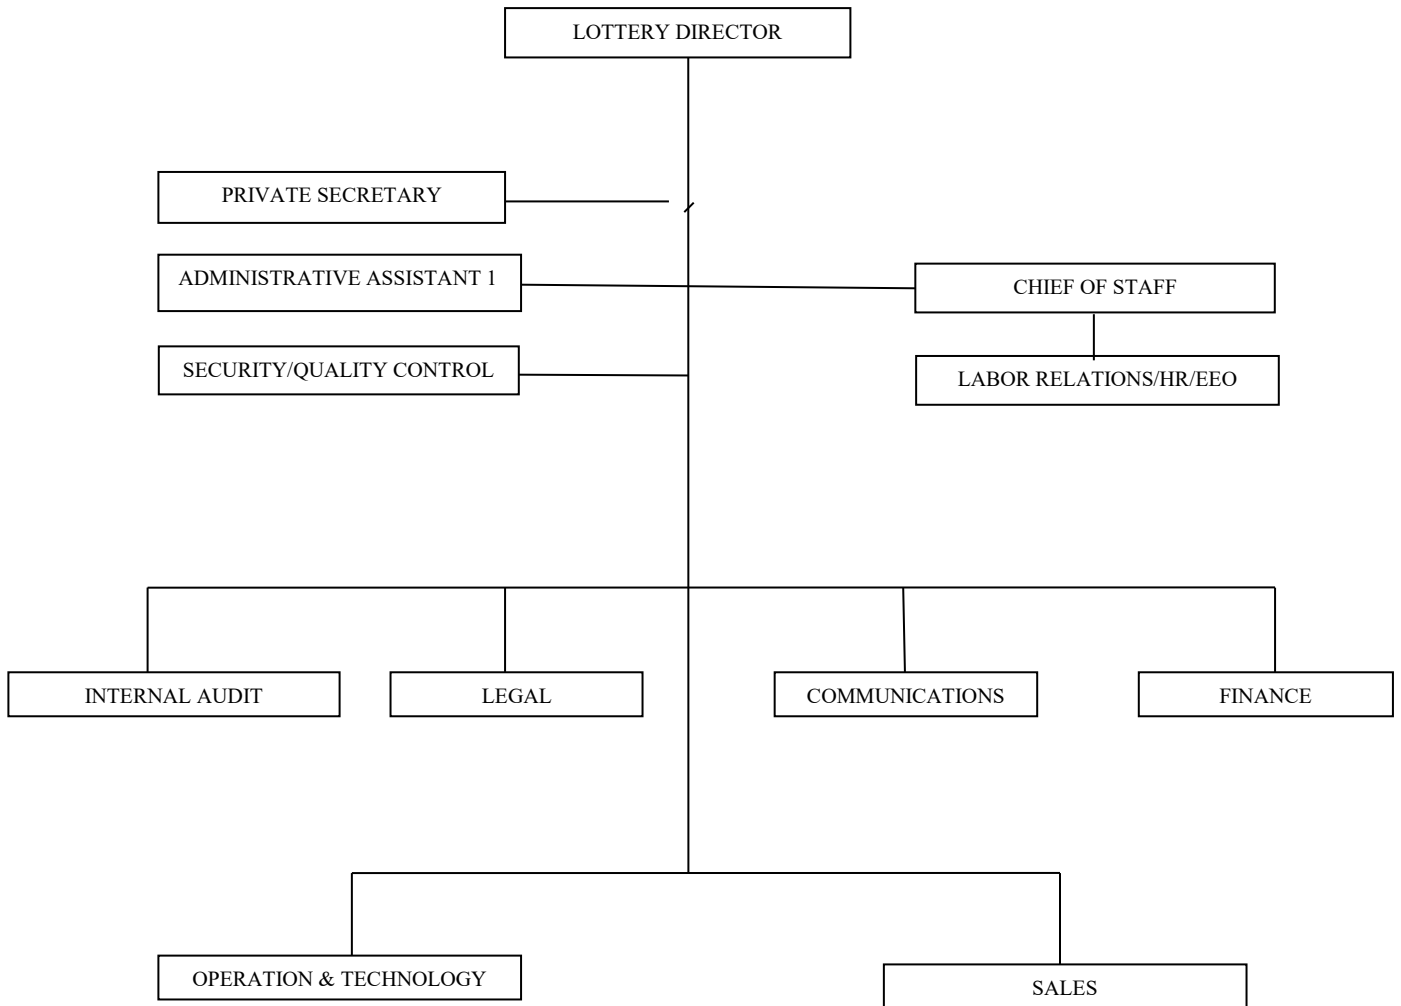 LOTTERY DIRECTOR
PRIVATE SECRETARY
ADMINISTRATIVE ASSISTANT 1
CHIEF OF STAFF
SECURITY/QUALITY CONTROL
LABOR RELATIONS/HR/EEO
INTERNAL AUDIT
LEGAL
COMMUNICATIONS
FINANCE
OPERATION & TECHNOLOGY
SALES